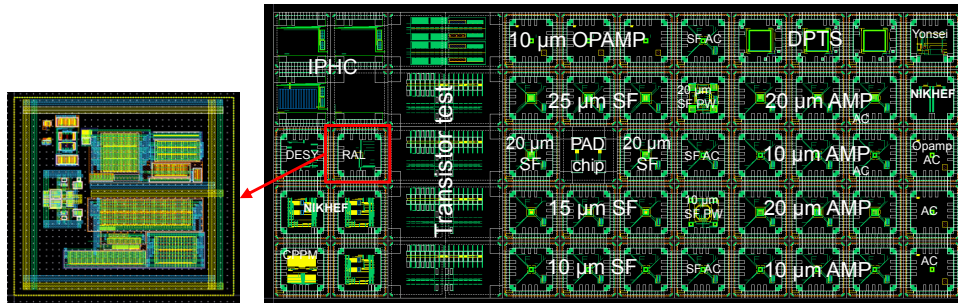 10 µm OPAMP
SF AC
DPTS
Yonsei
IPHC
Transistor test
25 µm SF
20 µm
SF PW
20 µm AMP
AC
NIKHEF
DESY
RAL
20 µm
SF
PAD
chip
20 µm
SF
SF AC
10 µm AMP
AC
Opamp
AC
NIKHEF
15 µm SF
10 µm
SF PW
20 µm AMP
AC
CPPM
10 µm SF
SF AC
10 µm AMP
AC